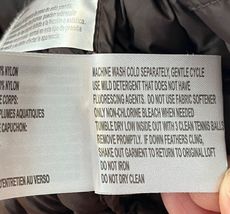 % NYLON
% NYLON
E CORPS:
PLUMES AQUATIQUES
CAPUCHON:
D'ENTRETIEN AU VERSO
MACHINE WASH COLD SEPARATELY, GENTLE CYCLE
USE MILD DETERGENT THAT DOES NOT HAVE
FLUORESCING AGENTS. DO NOT USE FABRIC SOFTENER
ONLY NON-CHLORINE BLEACH WHEN NEEDED
TUMBLE DRY LOW INSIDE OUT WITH 3 CLEAN TENNIS BALLS
REMOVE PROMPTLY. IF DOWN FEATHERS CLING,
SHAKE OUT GARMENT TO RETURN TO ORIGINAL LOFT
DO NOT IRON
DO NOT DRY CLEAN